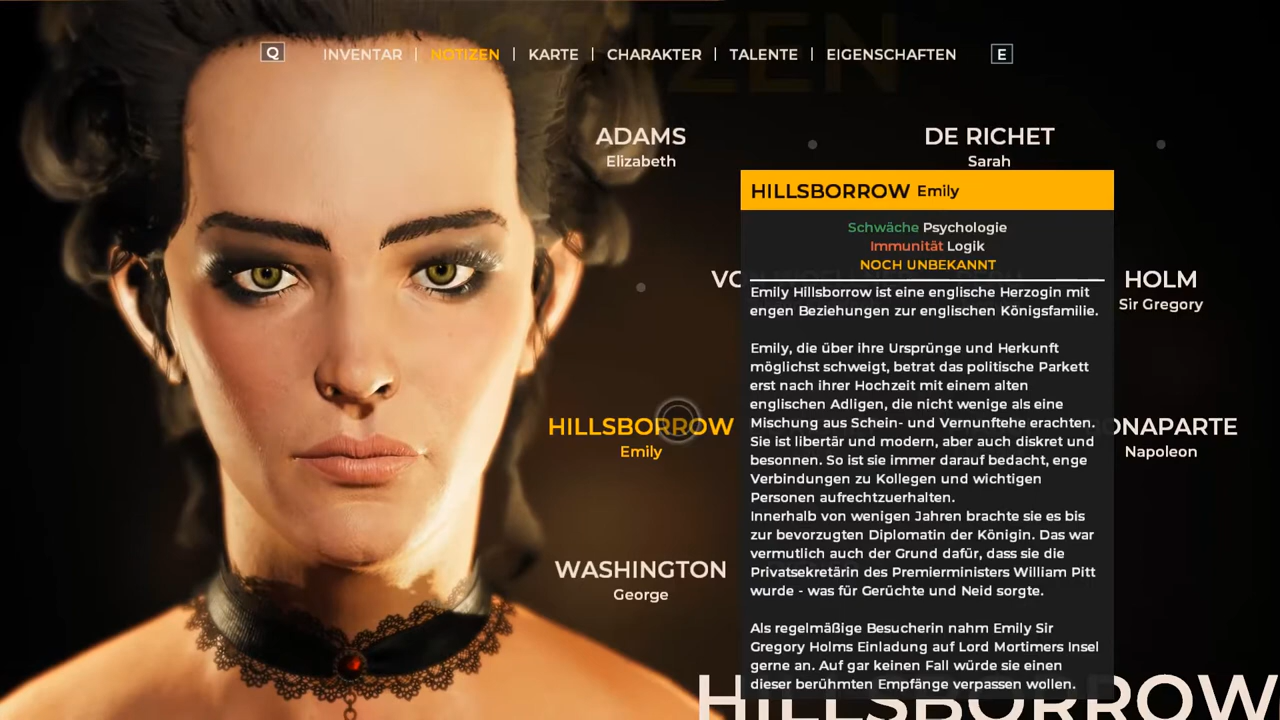 NOTIZEN
Q INVENTAR | NOTIZEN | KARTE | CHARAKTER | TALENTE | EIGENSCHAFTEN E
ADAMS
Elizabeth
DE RICHET
Sarah
HILLSBORROW Emily
Schwäche Psychologie
Immunität Logik
NOCH UNBEKANNT
HOLM
Sir Gregory
Emily Hillsborrow ist eine englische Herzogin mit
engen Beziehungen zur englischen Königsfamilie.
Emily, die über ihre Ursprünge und Herkunft
möglichst schweigt, betrat das politische Parkett
erst nach ihrer Hochzeit mit einem alten
englischen Adligen, die nicht wenige als eine
Mischung aus Schein- und Vernunftehe erachten.
Sie ist libertär und modern, aber auch diskret und
besonnen. So ist sie immer darauf bedacht, enge
Verbindungen zu Kollegen und wichtigen
Personen aufrechtzuerhalten.
Innerhalb von wenigen Jahren brachte sie es bis
zur bevorzugten Diplomatin der Königin. Das war
vermutlich auch der Grund dafür, dass sie die
Privatsekretärin des Premierministers William Pitt
wurde - was für Gerüchte und Neid sorgte.
Als regelmäßige Besucherin nahm Emily Sir
Gregory Holms Einladung auf Lord Mortimers Insel
gerne an. Auf gar keinen Fall würde sie einen
dieser berühmten Empfänge verpassen wollen.
HILLSBORROW
Emily
ONAPARTE
Napoleon
WASHINGTON
George
HILLSBORROW